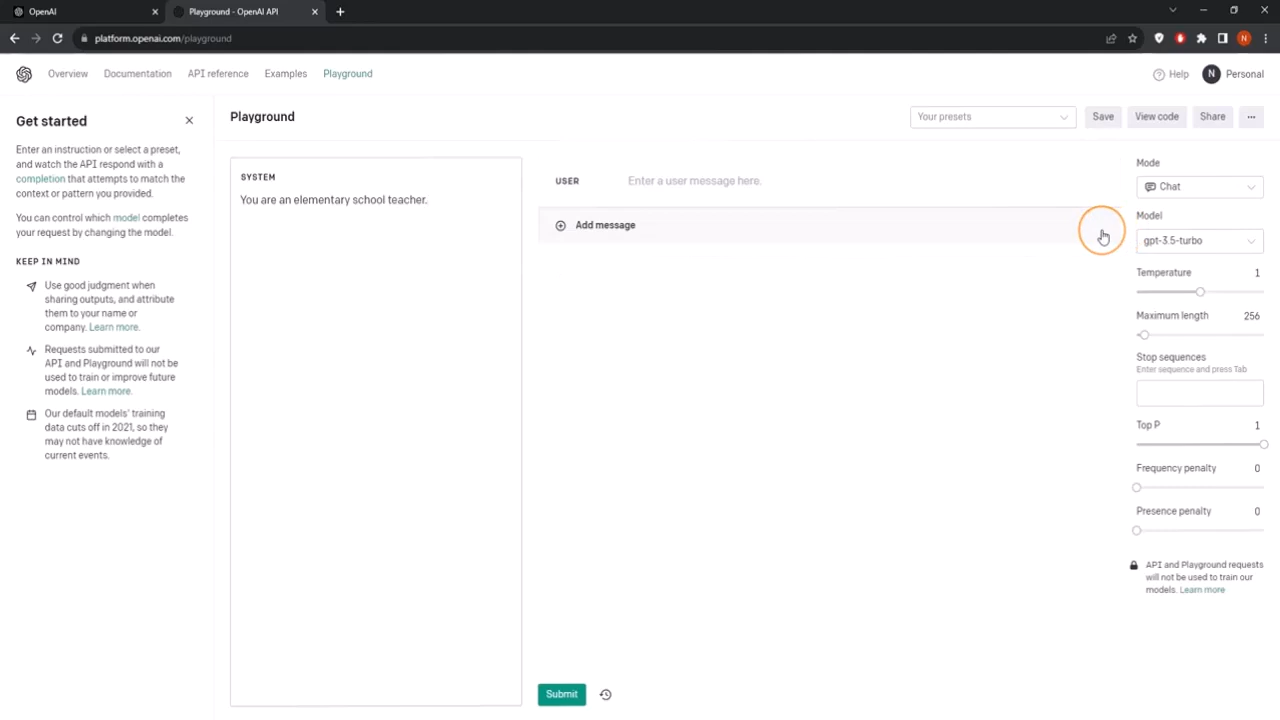 OpenAI
Playground - OpenAI API
platform.openai.com/playground
N
Overview
Documentation
API reference
Examples
Playground
Help
N
Personal
Get started
Enter an instruction or select a preset,
and watch the API respond with a
completion that attempts to match the
context or pattern you provided.
You can control which model completes
your request by changing the model.
KEEP IN MIND
Use good judgment when
sharing outputs, and attribute
them to your name or
company. Learn more.
Requests submitted to our
API and Playground will not be
used to train or improve future
models. Learn more.
Our default models' training
data cuts off in 2021, so they
may not have knowledge of
current events.
Playground
Your presets
Save
View code
Share
...
SYSTEM
You are an elementary school teacher.
USER
Enter a user message here.
Add message
Submit
Mode
Chat
Model
gpt-3.5-turbo
Temperature 1
Maximum length 256
Stop sequences
Enter sequence and press Tab
Top P 1
Frequency penalty 0
Presence penalty 0
API and Playground requests
will not be used to train our
models. Learn more